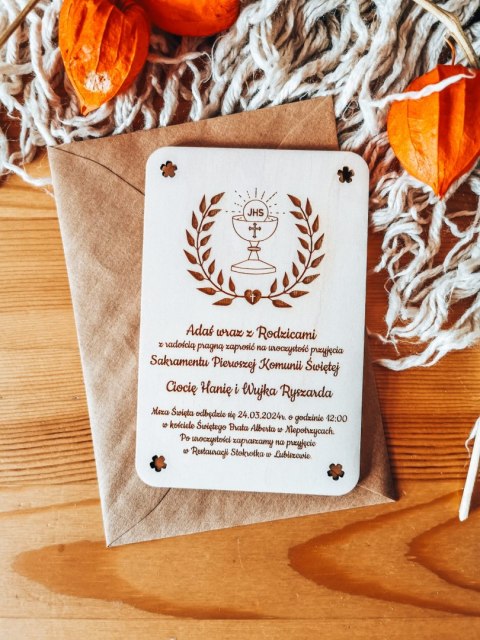 JHS
Adaś wraz z Rodzicami
z radością pragną zaprosić na uroczystość przyjęcia
Sakramentu Pierwszej Komunii Świętej
Ciocię Hanię i Wujka Ryszarda
Msza Święta odbędzie się 24.03.2024r. o godzinie 12:00
w kościele Świętego Brata Alberta w Niepotrzycach.
Po uroczystości zapraszamy na przyjęcie
w Restauracji Stokrotka w Lubiszewie.